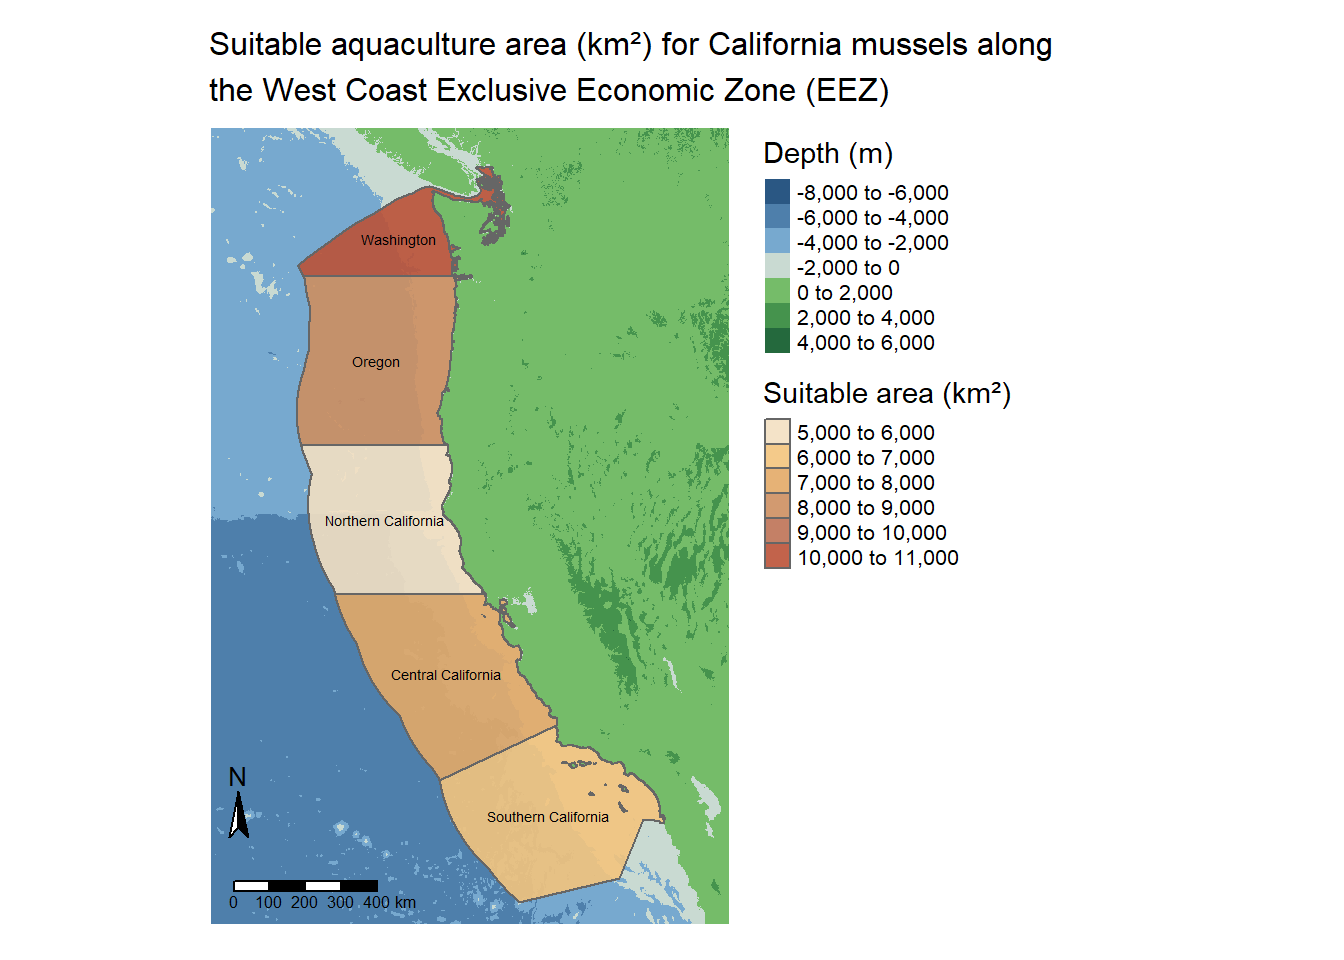 Suitable aquaculture area (km²) for California mussels along
the West Coast Exclusive Economic Zone (EEZ)
Depth (m)
-8,000 to -6,000
-6,000 to -4,000
-4,000 to -2,000
-2,000 to 0
0 to 2,000
2,000 to 4,000
4,000 to 6,000
Suitable area (km²)
5,000 to 6,000
6,000 to 7,000
7,000 to 8,000
8,000 to 9,000
9,000 to 10,000
10,000 to 11,000
Washington
Oregon
Northern California
Central California
Southern California
N
0 100 200 300 400 km